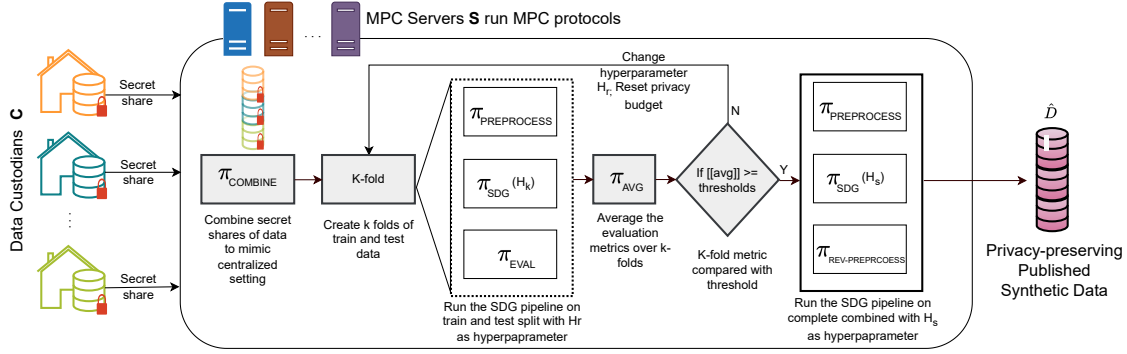 MPC Servers S run MPC protocols
Data Custodians C
Secret
share
Secret
share
Secret
share
. . .
. . .
πCOMBINE
Combine secret
shares of data
to mimic
centralized
setting
K-fold
Create k folds of
train and test
data
πPREPROCESS
πSDG (Hk)
πEVAL
Run the SDG pipeline on
train and test split with Hr
as hyperpaprameter
πAVG
Average the
evaluation
metrics over k-
folds
Change
hyperparameter
Hr; Reset privacy
budget
N
If [[avg]] >=
thresholds
Y
K-fold metric
compared with
threshold
πPREPROCESS
πSDG (Hs)
πREV-PREPRCOESS
Run the SDG pipeline on
complete combined with Hs
as hyperpaprameter
D̂
Privacy-preserving
Published
Synthetic Data